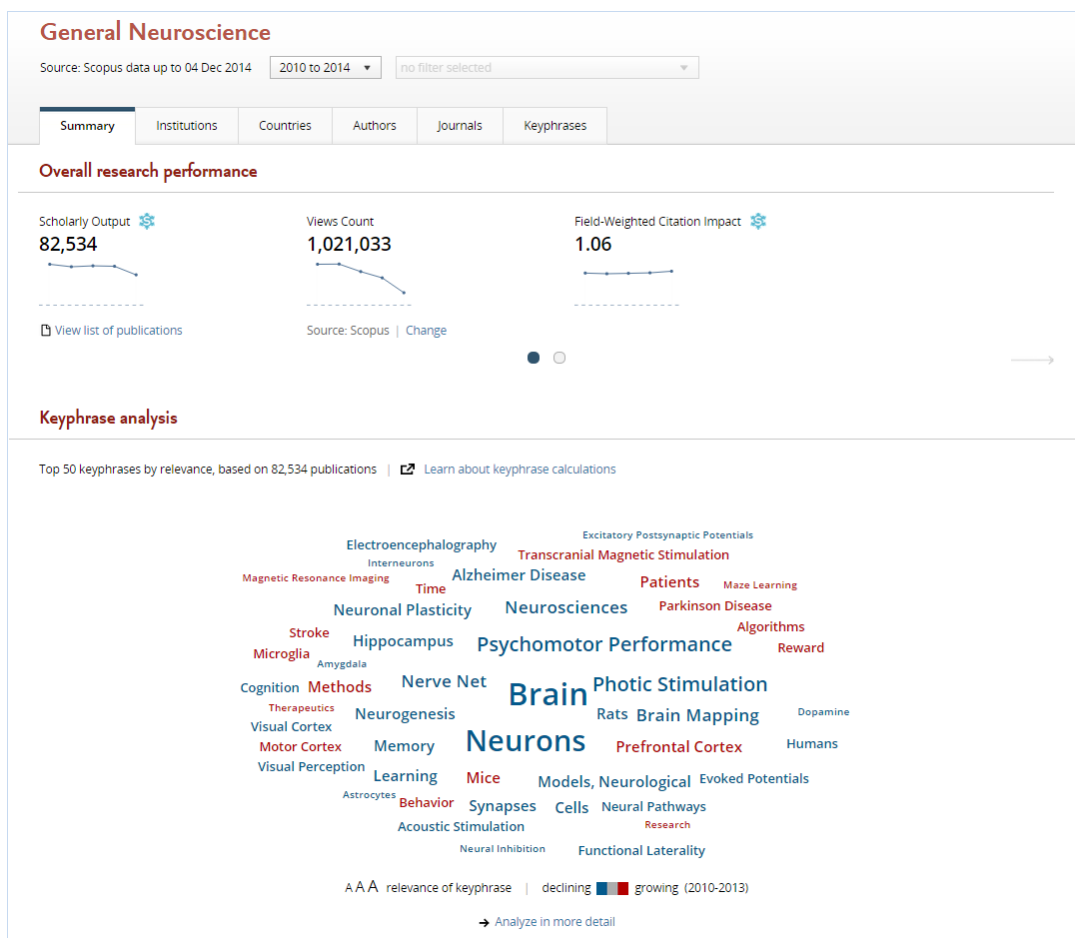 General Neuroscience
Source: Scopus data up to 04 Dec 2014 2010 to 2014 no filter selected
Summary Institutions Countries Authors Journals Keyphrases
Overall research performance
Scholarly Output Views Count Field-Weighted Citation Impact
82,534 1,021,033 1.06
View list of publications Source: Scopus | Change
Keyphrase analysis
Top 50 keyphrases by relevance, based on 82,534 publications | Learn about keyphrase calculations
Excitatory Postsynaptic Potentials
Electroencephalography
Transcranial Magnetic Stimulation
Interneurons
Magnetic Resonance Imaging Alzheimer Disease
Time Patients Maze Learning
Neuronal Plasticity Neurosciences Parkinson Disease
Algorithms
Stroke Hippocampus Psychomotor Performance Reward
Microglia
Amygdala
Cognition Methods Nerve Net Brain Photic Stimulation
Therapeutics Neurogenesis Rats Brain Mapping Dopamine
Visual Cortex
Motor Cortex Memory Neurons Prefrontal Cortex Humans
Visual Perception
Learning Mice Models, Neurological Evoked Potentials
Astrocytes
Behavior Synapses Cells Neural Pathways
Acoustic Stimulation Research
Neural Inhibition Functional Laterality
A A A relevance of keyphrase | declining growing (2010-2013)
Analyze in more detail